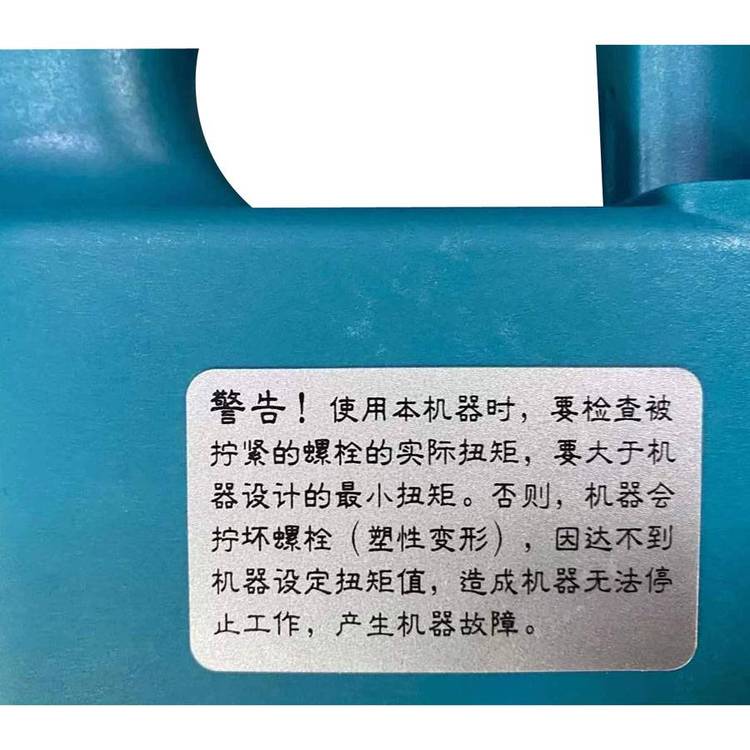 警告！使用本机器时，要检查被
拧紧的螺栓的实际扭矩，要大于机
器设计的最小扭矩。否则，机器会
拧坏螺栓（塑性变形），因达不到
机器设定扭矩值，造成机器无法停
止工作，产生机器故障。